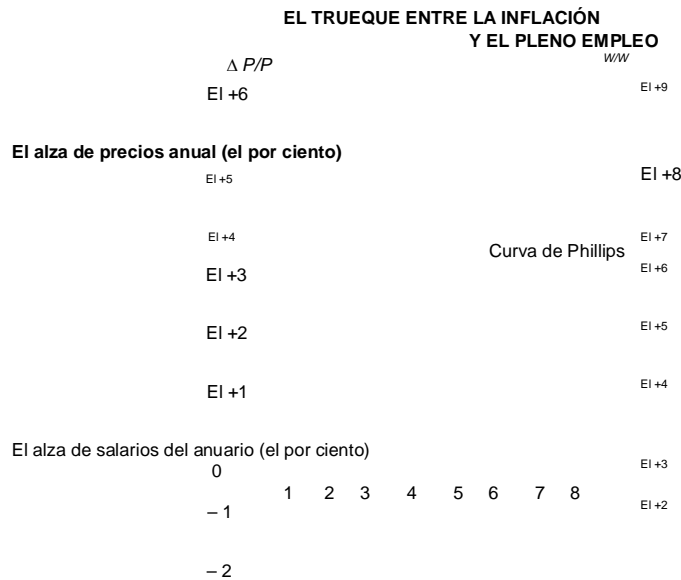 EL TRUEQUE ENTRE LA INFLACIÓN
Y EL PLENO EMPLEO
∆ P/P
W/W
El +6
El +9
El alza de precios anual (el por ciento)
El +5
El +8
El +4
El +7
Curva de Phillips
El +3
El +6
El +2
El +5
El +1
El +4
El alza de salarios del anuario (el por ciento)
0
El +3
1 2 3 4 5 6 7 8
– 1
El +2
– 2